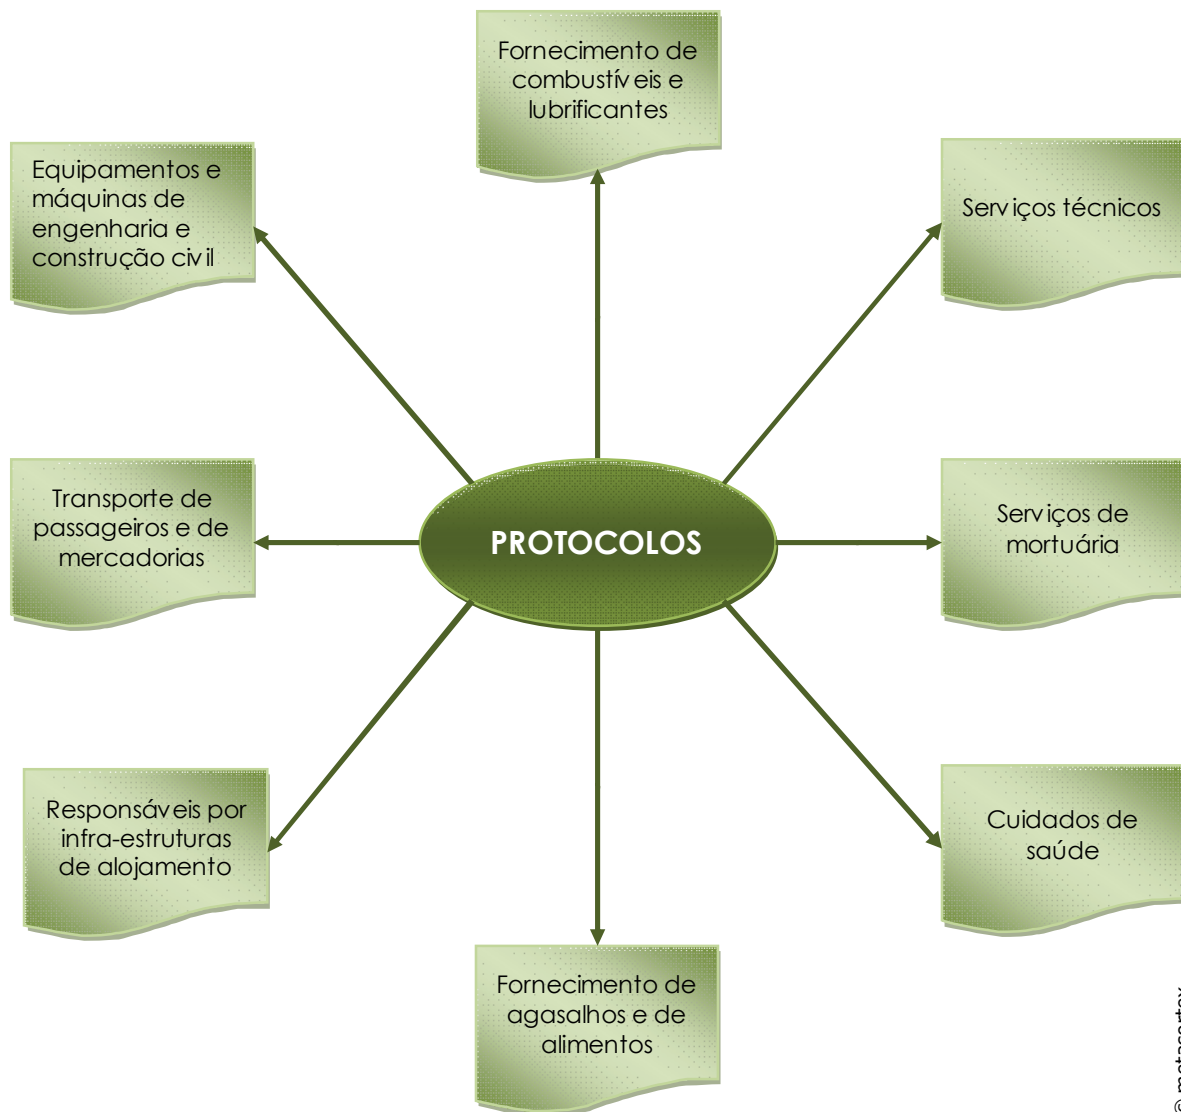 Fornecimento de
combustíveis e
lubrificantes
Equipamentos e
máquinas de
engenharia e
construção civil
Serviços técnicos
Transporte de
passageiros e de
mercadorias
PROTOCOLOS
Serviços de
mortuária
Responsáveis por
infra-estruturas
de alojamento
Cuidados de
saúde
Fornecimento de
agasalhos e de
alimentos
© metacortex